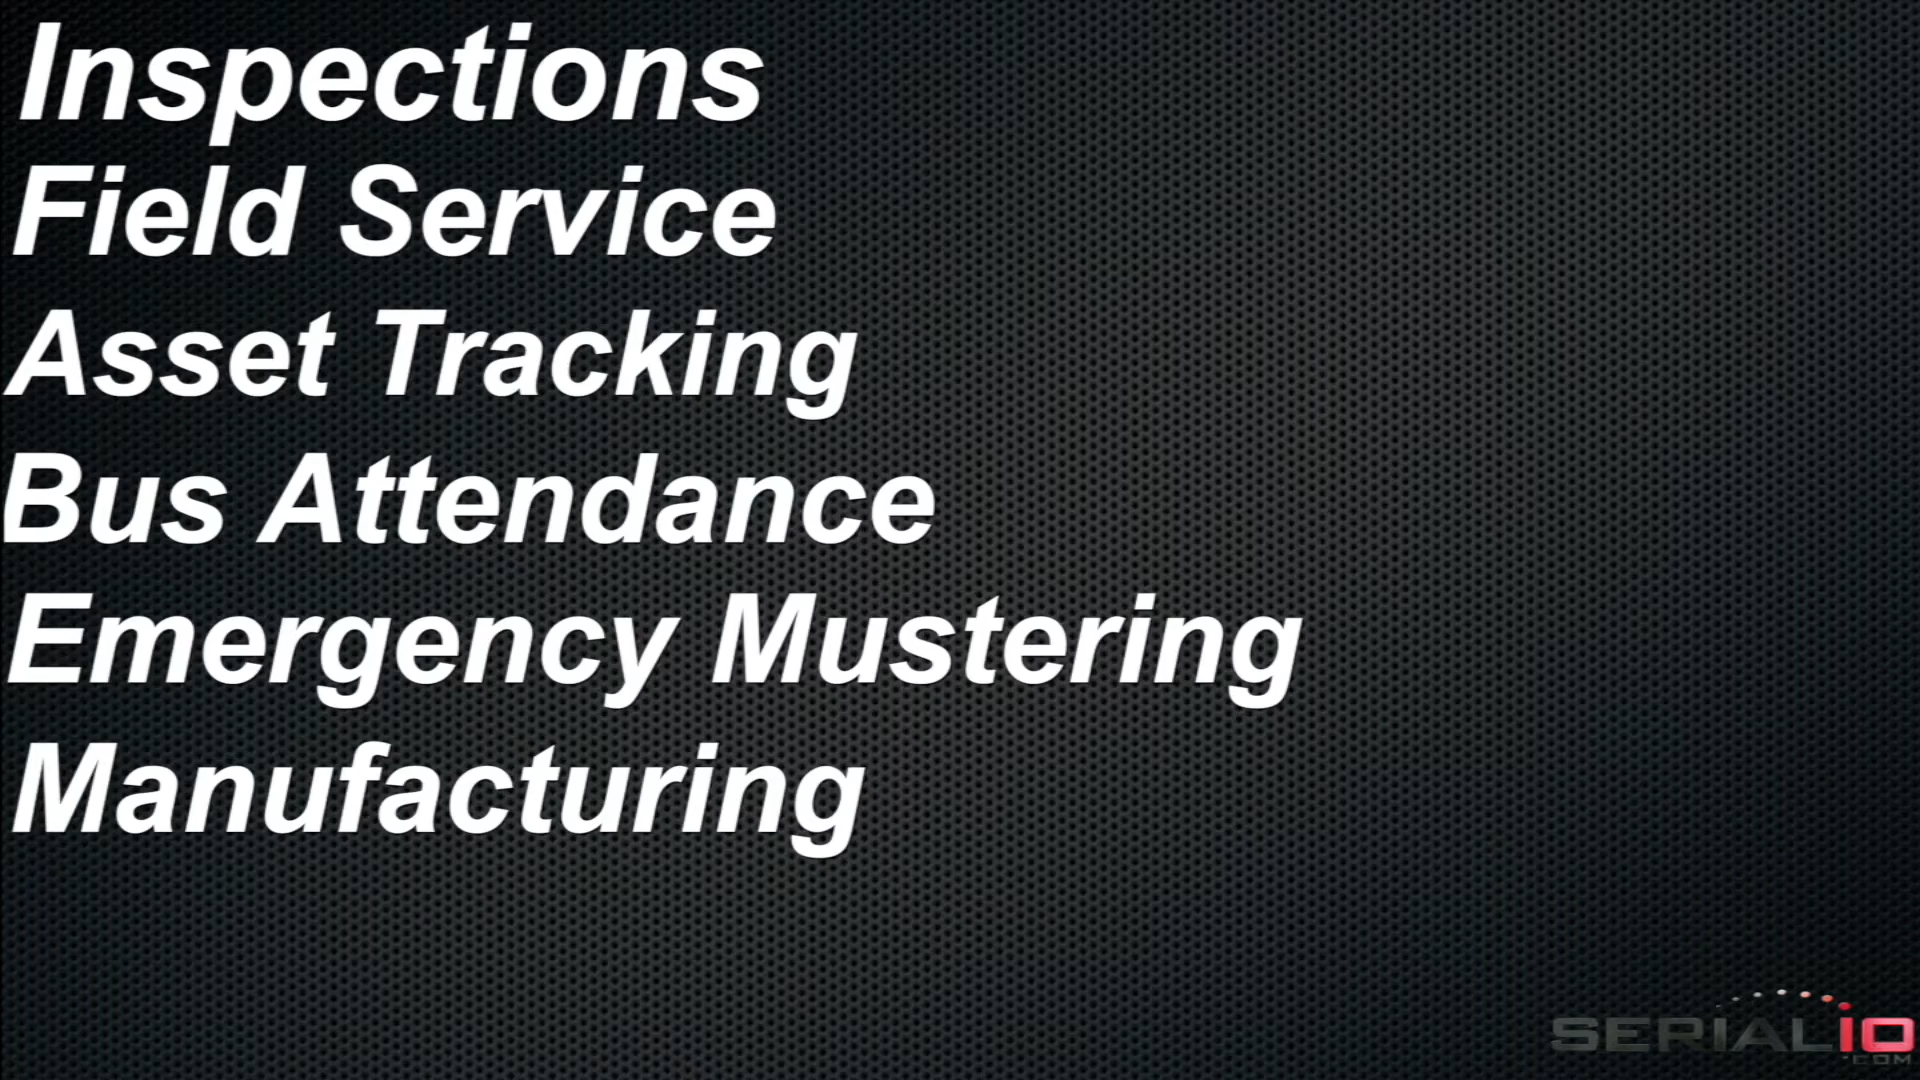 Inspections
Field Service
Asset Tracking
Bus Attendance
Emergency Mustering
Manufacturing
SERIALIO
.COM